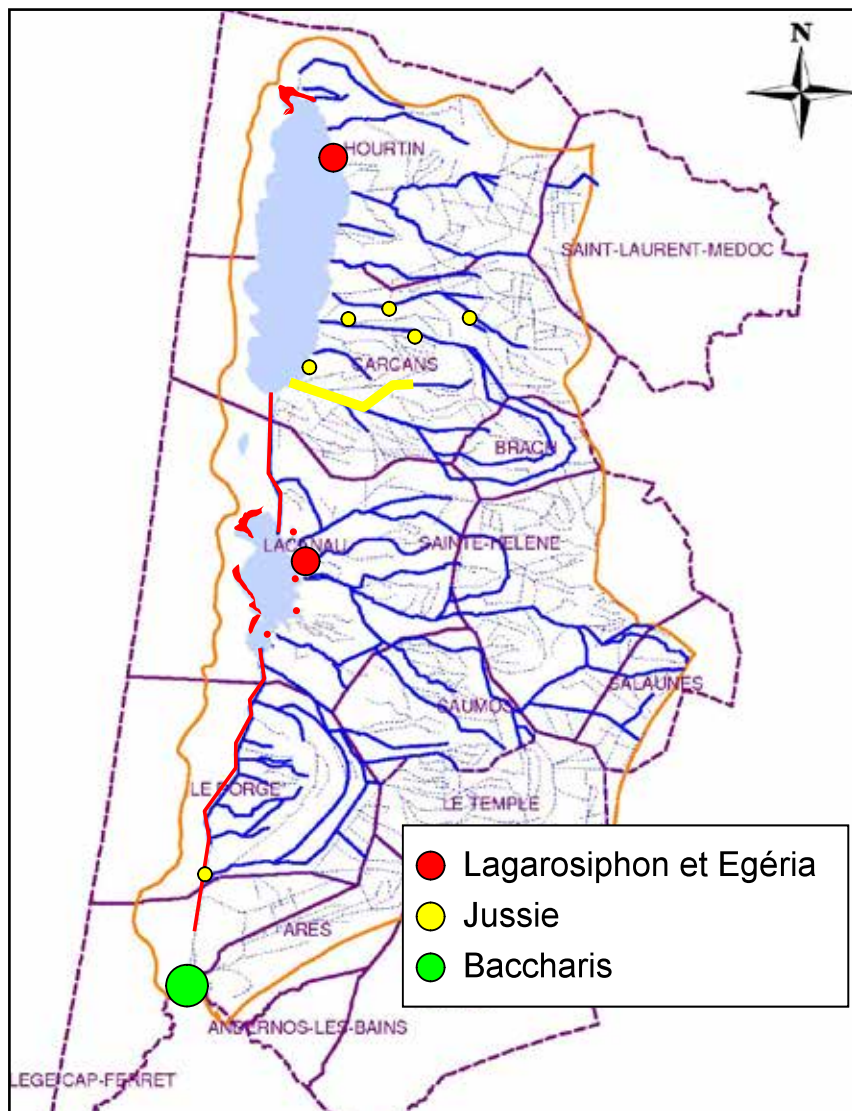 N
HOURTIN
SAINT-LAURENT-MEDOC
CARCANS
BRACH
LACANAU
SAINTE-HELENE
SALAUNES
SAUMOS
LE PORGE
LE TEMPLE
Lagarosiphon et Egéria
Jussie
Baccharis
ARES
ANDERNOS-LES-BAINS
LEGE-CAP-FERRET